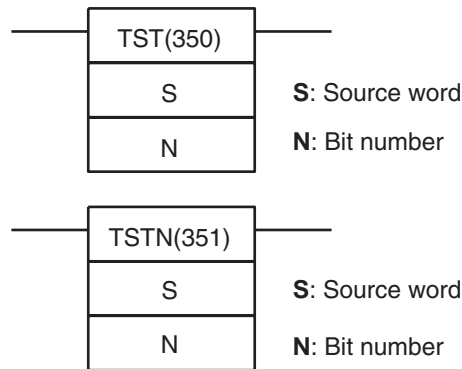 TST(350)
S
S: Source word
N
N: Bit number
TSTN(351)
S
S: Source word
N
N: Bit number